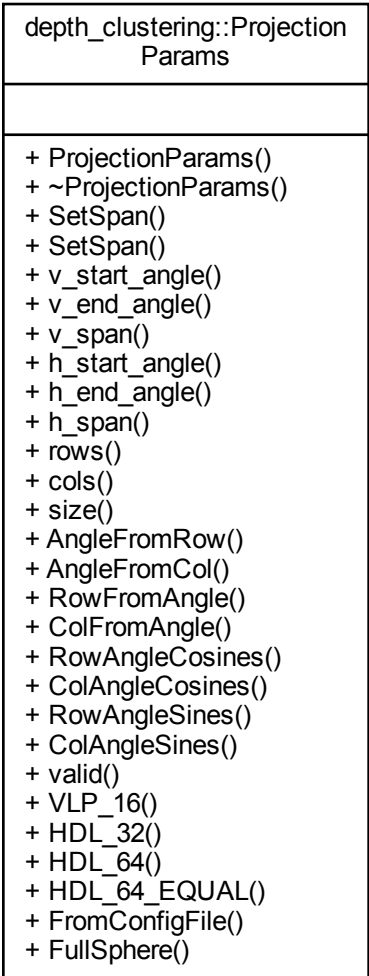 depth_clustering::Projection
Params
+ ProjectionParams()
+ ~ProjectionParams()
+ SetSpan()
+ SetSpan()
+ v_start_angle()
+ v_end_angle()
+ v_span()
+ h_start_angle()
+ h_end_angle()
+ h_span()
+ rows()
+ cols()
+ size()
+ AngleFromRow()
+ AngleFromCol()
+ RowFromAngle()
+ ColFromAngle()
+ RowAngleCosines()
+ ColAngleCosines()
+ RowAngleSines()
+ ColAngleSines()
+ valid()
+ VLP_16()
+ HDL_32()
+ HDL_64()
+ HDL_64_EQUAL()
+ FromConfigFile()
+ FullSphere()